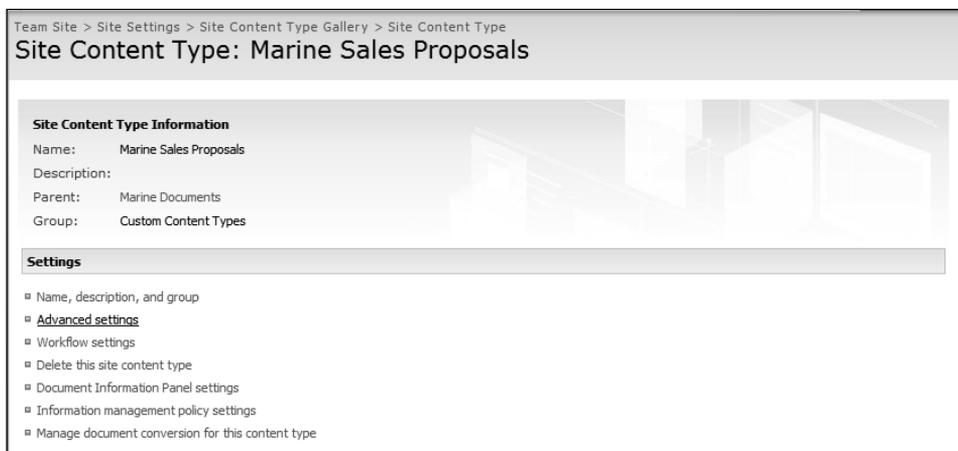 Team Site > Site Settings > Site Content Type Gallery > Site Content Type
Site Content Type: Marine Sales Proposals
Site Content Type Information
Name: Marine Sales Proposals
Description:
Parent: Marine Documents
Group: Custom Content Types
Settings
Name, description, and group
Advanced settings
Workflow settings
Delete this site content type
Document Information Panel settings
Information management policy settings
Manage document conversion for this content type